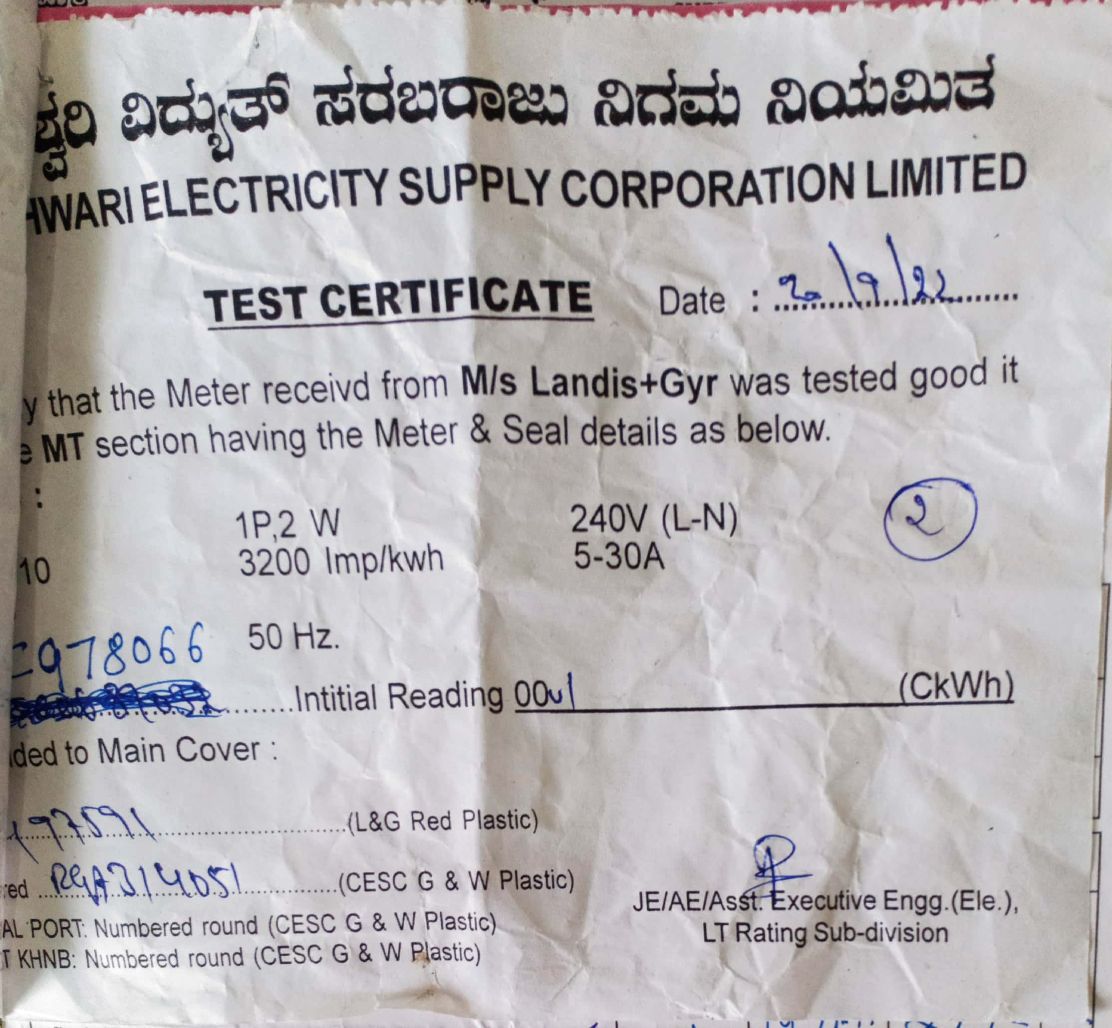 ಶ್ವರಿ ವಿದ್ಯುತ್ ಸರಬರಾಜು ನಿಗಮ ನಿಯಮಿತ
HWARI ELECTRICITY SUPPLY CORPORATION LIMITED
TEST CERTIFICATE Date : 20/9/22
y that the Meter receivd from M/s Landis+Gyr was tested good it
e MT section having the Meter & Seal details as below.
:
1P,2 W 240V (L-N) 2
10 3200 Imp/kwh 5-30A
978066 50 Hz.
Intitial Reading 001 (CkWh)
ded to Main Cover :
97591 (L&G Red Plastic)
red RGA314051 (CESC G & W Plastic)
JE/AE/Asst. Executive Engg.(Ele.),
AL PORT: Numbered round (CESC G & W Plastic)
LT Rating Sub-division
T KHNB: Numbered round (CESC G & W Plastic)